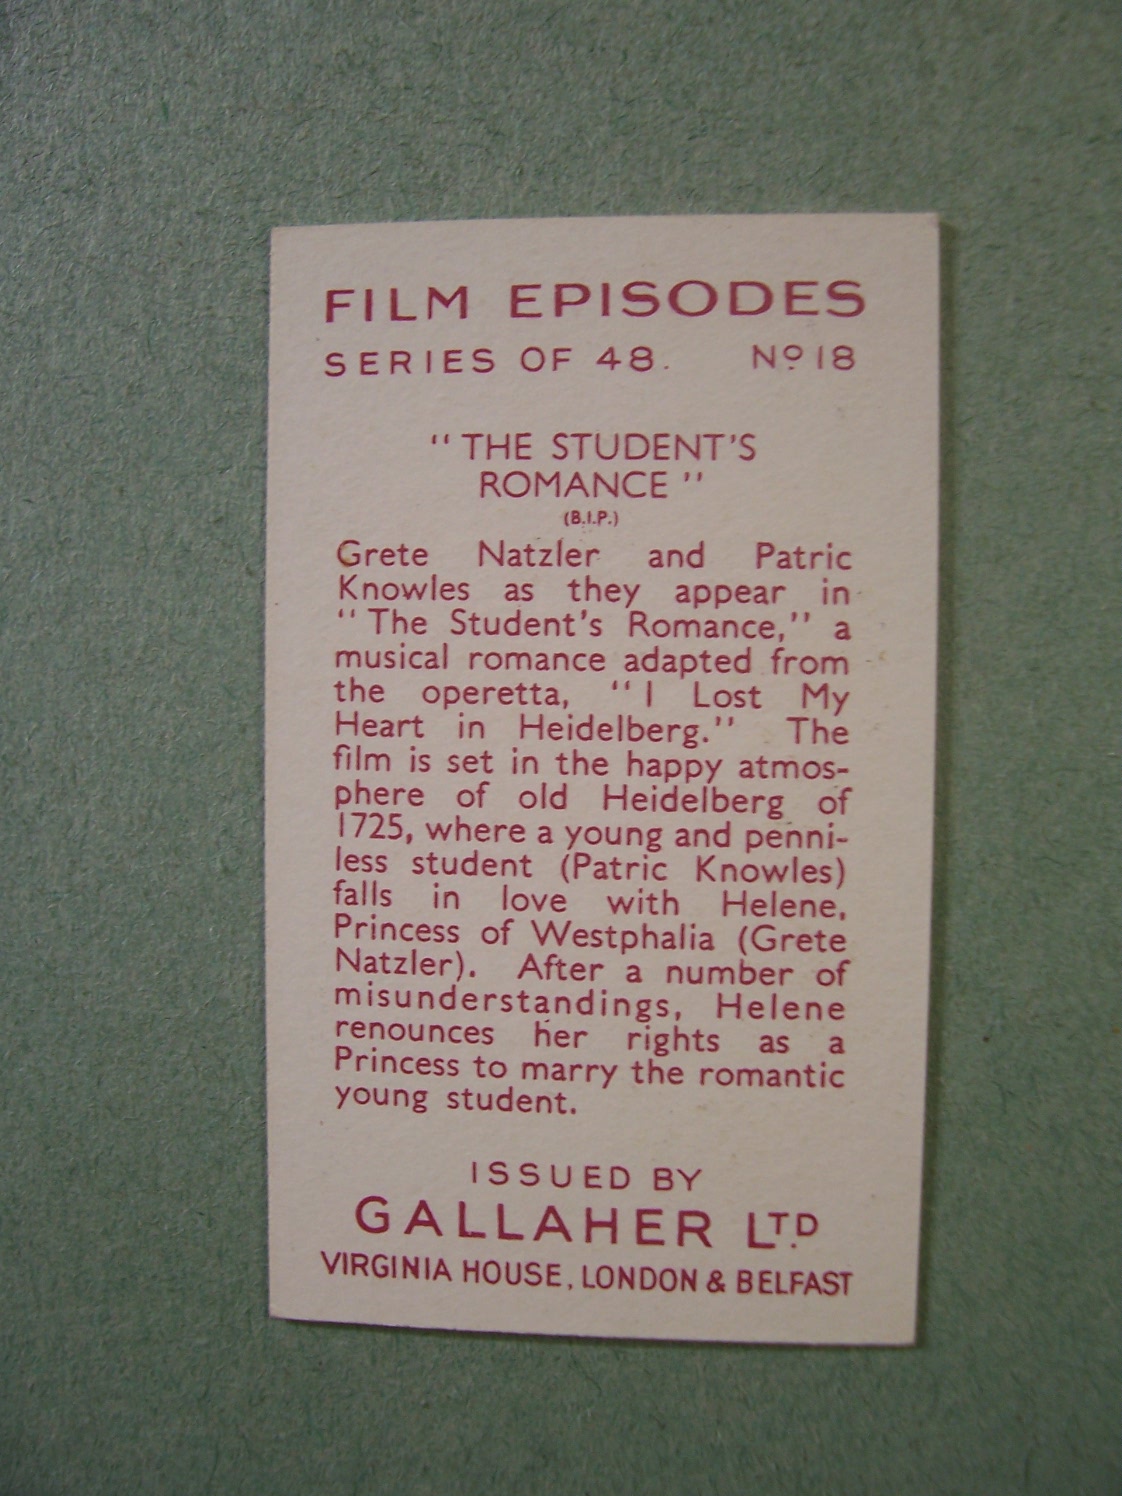 FILM EPISODES
SERIES OF 48. Nº 18
"THE STUDENT'S
ROMANCE"
(B.I.P.)
Grete Natzler and Patric
Knowles as they appear in
"The Student's Romance," a
musical romance adapted from
the operetta, "I Lost My
Heart in Heidelberg." The
film is set in the happy atmos-
phere of old Heidelberg of
1725, where a young and penni-
less student (Patric Knowles)
falls in love with Helene,
Princess of Westphalia (Grete
Natzler). After a number of
misunderstandings, Helene
renounces her rights as a
Princess to marry the romantic
young student.
ISSUED BY
GALLAHER LTD
VIRGINIA HOUSE, LONDON & BELFAST